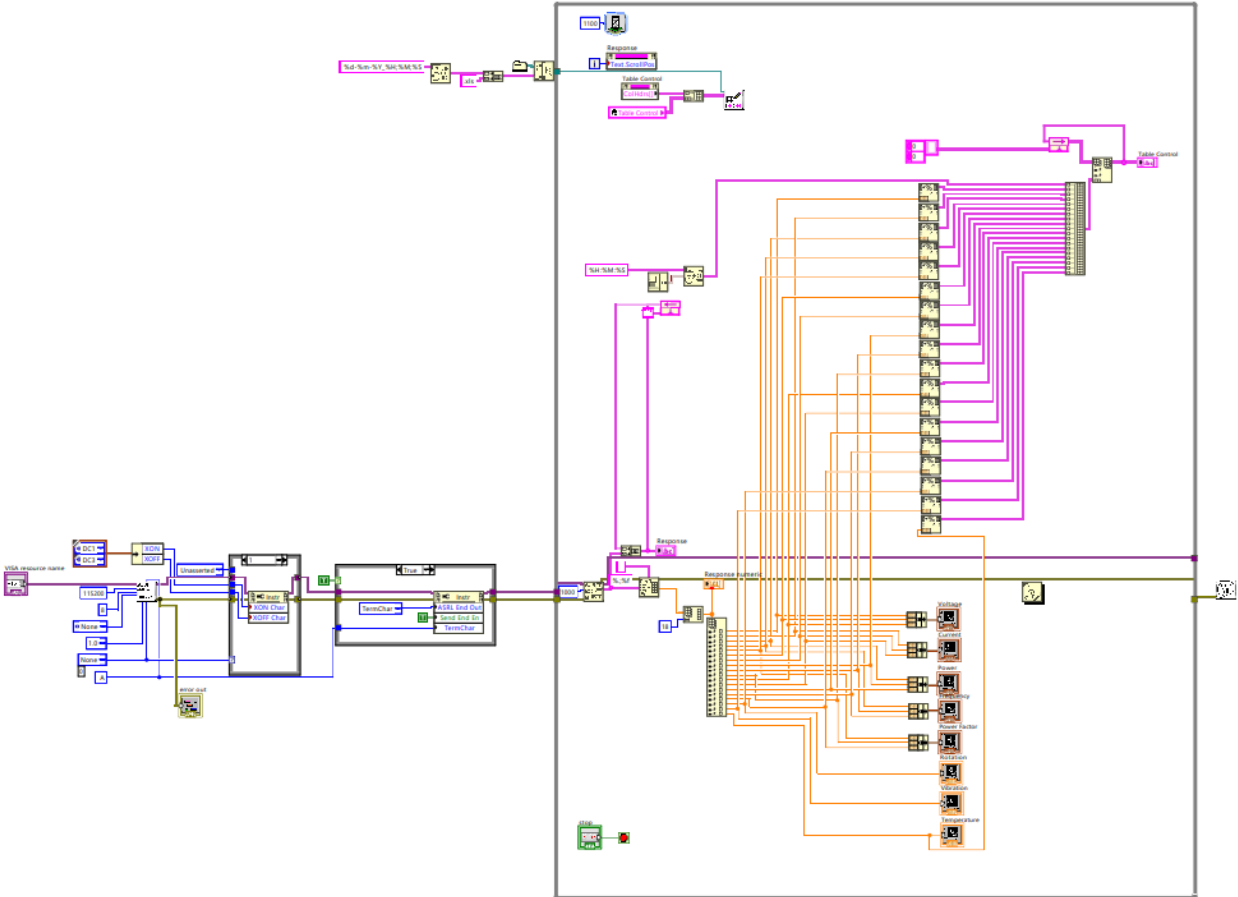 1100
Response
Text.ScrollPos
%d-%m-%Y_%H;%M;%S
.xls
Table Control
ColHdrs[]
Table Control
Table Control
%H:%M:%S
Response
DC1
DC3
XON
XOFF
VISA resource name
Unasserted
115200
8
None
1.0
None
A
Instr
XON Char
XOFF Char
error out
True
TermChar
Instr
ASRL End Out
Send End En
TermChar
1000
%.;%f
Response numeric
18
Voltage
Current
Power
Frequency
Power Factor
Rotation
Vibration
Temperature
stop